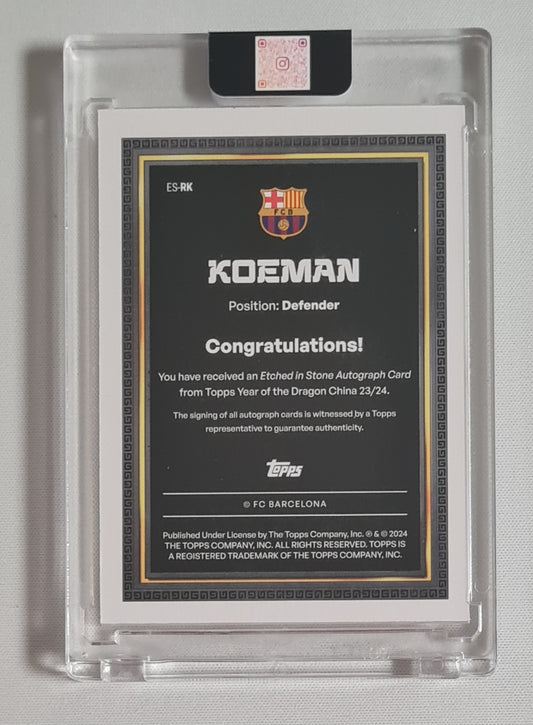 ES-RK
FCB
KOEMAN
Position: Defender
Congratulations!
You have received an Etched in Stone Autograph Card
from Topps Year of the Dragon China 23/24.
The signing of all autograph cards is witnessed by a Topps
representative to guarantee authenticity.
Topps
© FC BARCELONA
Published Under License by The Topps Company, Inc. ® & © 2024
THE TOPPS COMPANY, INC. ALL RIGHTS RESERVED. TOPPS IS
A REGISTERED TRADEMARK OF THE TOPPS COMPANY, INC.